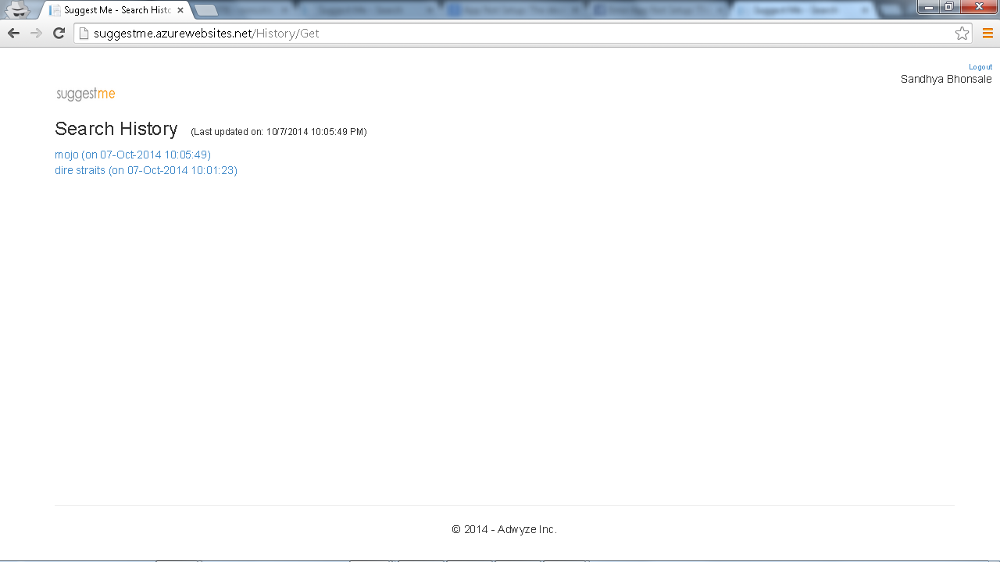 Suggest Me - Search Histo
suggestme.azurewebsites.net/History/Get
Logout
Sandhya Bhonsale
suggestme
Search History (Last updated on: 10/7/2014 10:05:49 PM)
mojo (on 07-Oct-2014 10:05:49)
dire straits (on 07-Oct-2014 10:01:23)
© 2014 - Adwyze Inc.